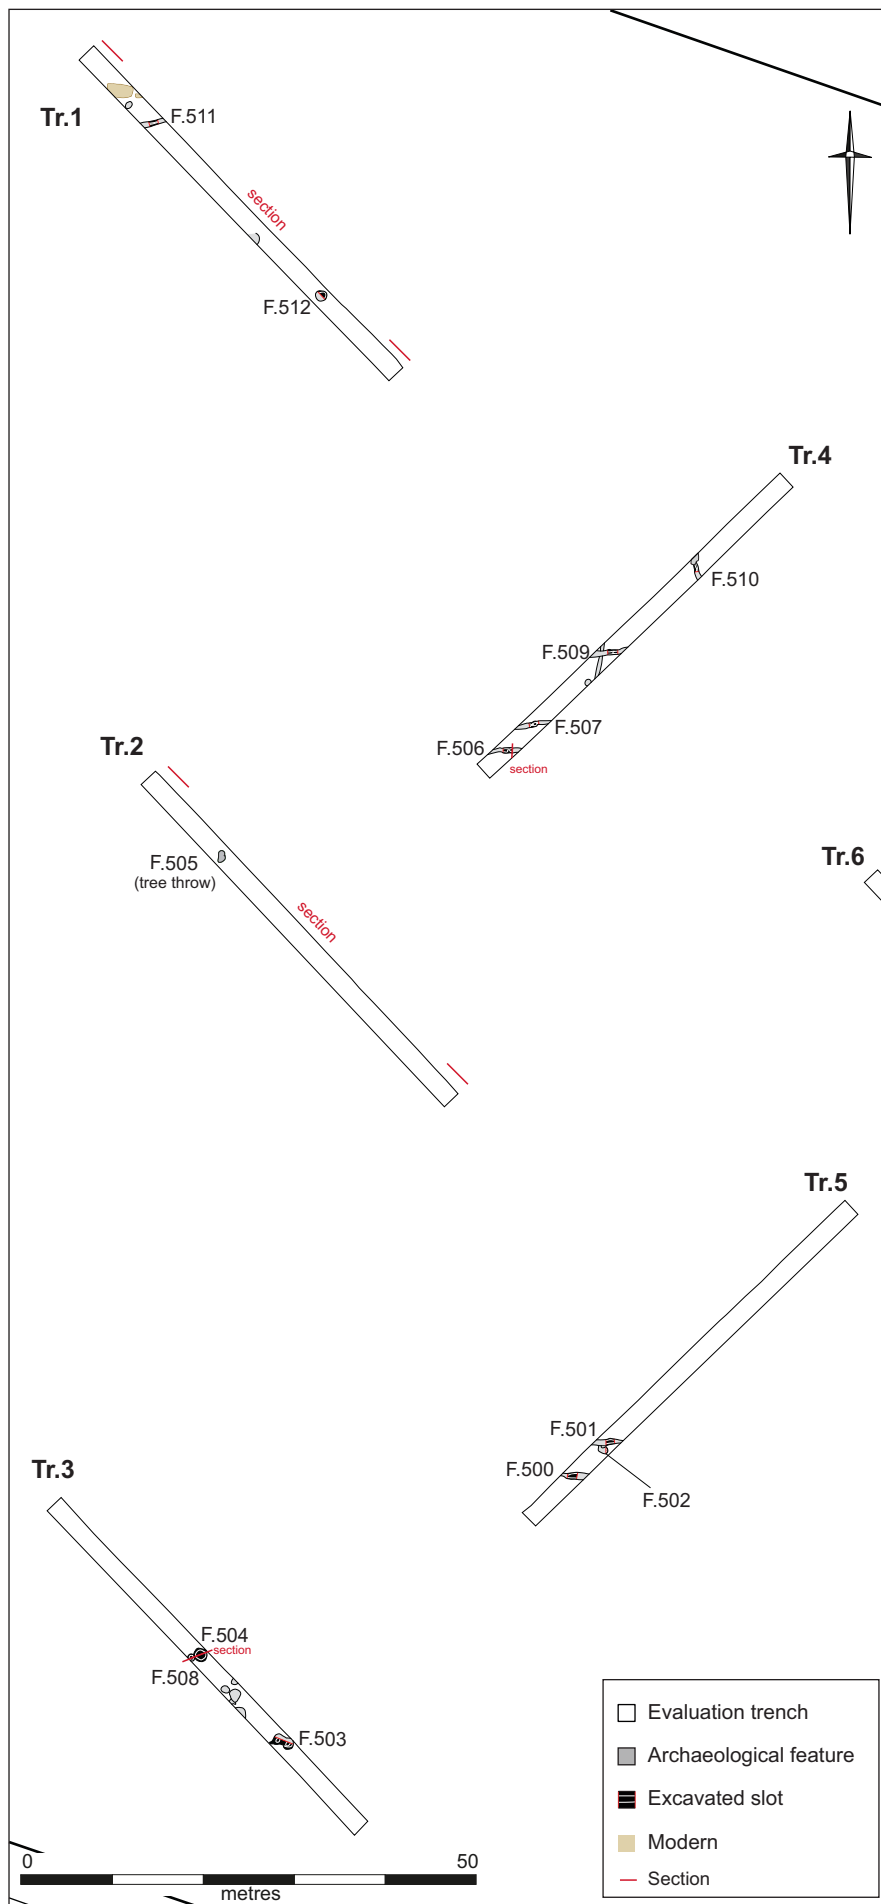 Tr.1
F.511
section
F.512
Tr.4
F.510
F.509
F.507
F.506
section
Tr.2
F.505
(tree throw)
section
Tr.6
Tr.5
F.501
F.500
F.502
Tr.3
F.504
section
F.508
F.503
Evaluation trench
Archaeological feature
Excavated slot
Modern
Section
0 50
metres